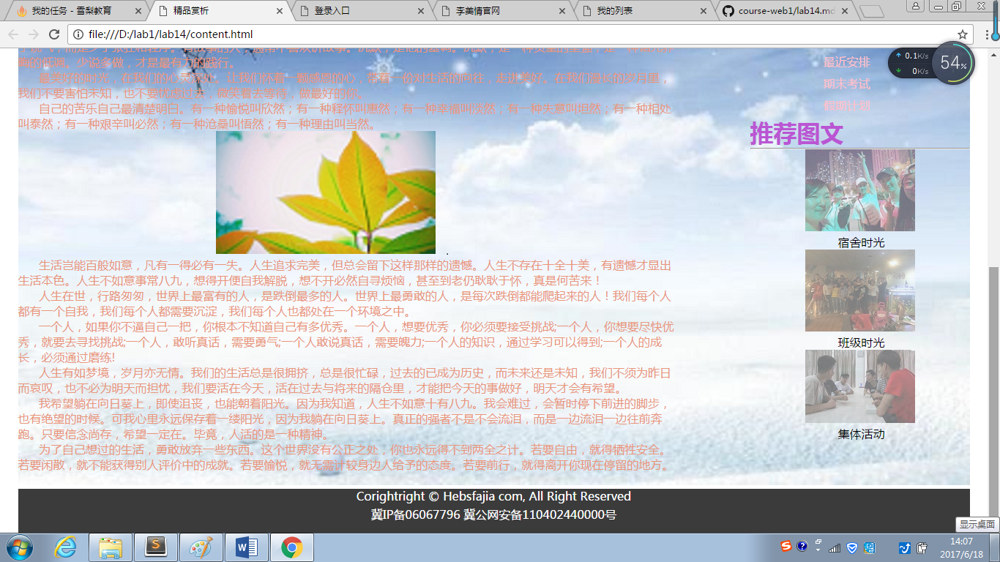 我的任务 - 雪梨教育
精品赏析
登录入口
李美情官网
我的列表
course-web1/lab14.md
file:///D:/lab1/lab14/content.html
0.1K/s
0K/s
54%
响的低调。少说多做，才是最有力的践行。
最美好的时光，在我们的心灵深处，让我们怀着一颗感恩的心，带着一份对生活的向往，走进美好。在我们漫长的岁月里，
我们不要害怕未知，也不要忧虑过去，微笑着去等待，做最好的你。
自己的苦乐自己最清楚明白。有一种愉悦叫欣然；有一种释怀叫惠然；有一种幸福叫淡然；有一种失意叫坦然；有一种相处
叫泰然；有一种艰辛叫必然；有一种沧桑叫悟然；有一种理由叫当然。
.
生活岂能百般如意，凡有一得必有一失。人生追求完美，但总会留下这样那样的遗憾。人生不存在十全十美，有遗憾才显出
生活本色。人生不如意事常八九，想得开便自我解脱，想不开必然自寻烦恼，甚至到老仍耿耿于怀，真是何苦来！
人生在世，行路匆匆，世界上最富有的人，是跌倒最多的人。世界上最勇敢的人，是每次跌倒都能爬起来的人！我们每个人
都有一个自我，我们每个人都需要沉淀，我们每个人也都处在一个环境之中。
一个人，如果你不逼自己一把，你根本不知道自己有多优秀。一个人，想要优秀，你必须要接受挑战;一个人，你想要尽快优
秀，就要去寻找挑战;一个人，敢听真话，需要勇气;一个人敢说真话，需要魄力;一个人的知识，通过学习可以得到;一个人的成
长，必须通过磨练!
人生有如梦境，岁月亦无情。我们的生活总是很拥挤，总是很忙碌，过去的已成为历史，而未来还是未知，我们不须为昨日
而哀叹，也不必为明天而担忧，我们要活在今天，活在过去与将来的隔仓里，才能把今天的事做好，明天才会有希望。
我希望躺在向日葵上，即使沮丧，也能朝着阳光。因为我知道，人生不如意十有八九。我会难过，会暂时停下前进的脚步，
也有绝望的时候。可我心里永远保存着一缕阳光，因为我躺在向日葵上。真正的强者不是不会流泪，而是一边流泪一边往前奔
跑。只要信念尚存，希望一定在。毕竟，人活的是一种精神。
为了自己想过的生活，勇敢放弃一些东西。这个世界没有公正之处，你也永远得不到两全之计。若要自由，就得牺牲安全。
若要闲散，就不能获得别人评价中的成就。若要愉悦，就无需计较身边人给予的态度。若要前行，就得离开你现在停留的地方。
最近安排
期末考试
假期计划
推荐图文
宿舍时光
班级时光
集体活动
Corightright © Hebsfajia com, All Right Reserved
冀IP备06067796 冀公网安备110402440000号
显示桌面
14:07
2017/6/18